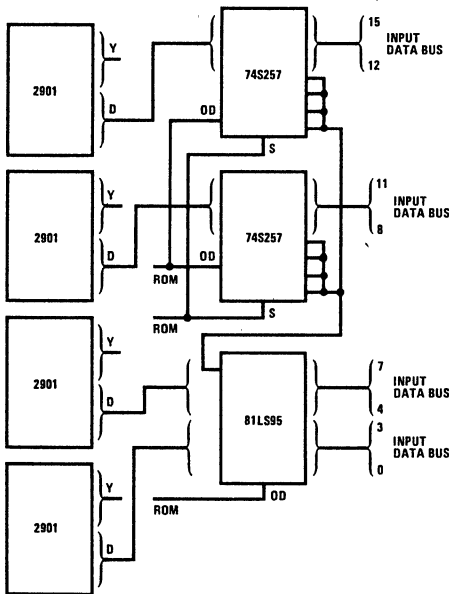 15
Y
INPUT
DATA BUS
74S257
2901
12
D
OD
S
Y
11
INPUT
DATA BUS
2901
74S257
8
D
OD
ROM
ROM
S
Y
7
INPUT
DATA BUS
2901
4
D
81LS95
3
INPUT
DATA BUS
0
Y
OD
ROM
2901
D